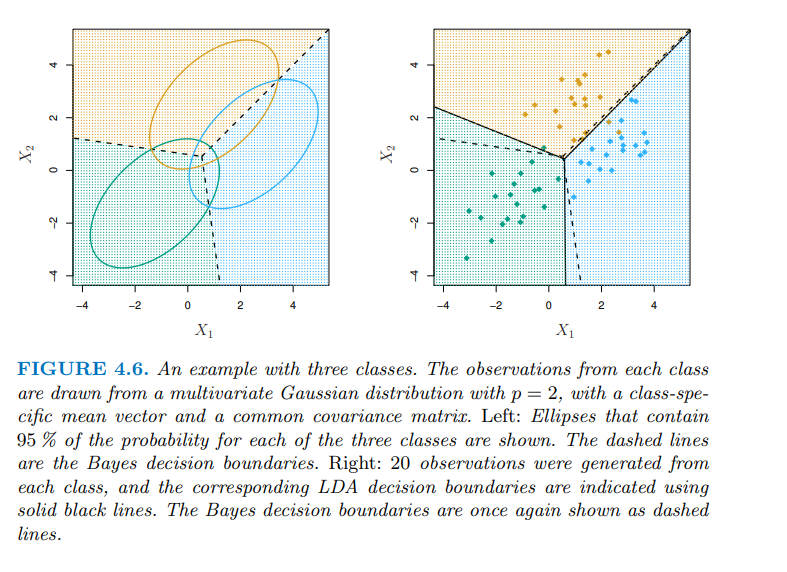 4
2
0
−2
−4
X2
−4
−2
0
2
4
X1
4
2
0
−2
−4
X2
−4
−2
0
2
4
X1
FIGURE 4.6. An example with three classes. The observations from each class
are drawn from a multivariate Gaussian distribution with p = 2, with a class-spe-
cific mean vector and a common covariance matrix. Left: Ellipses that contain
95 % of the probability for each of the three classes are shown. The dashed lines
are the Bayes decision boundaries. Right: 20 observations were generated from
each class, and the corresponding LDA decision boundaries are indicated using
solid black lines. The Bayes decision boundaries are once again shown as dashed
lines.